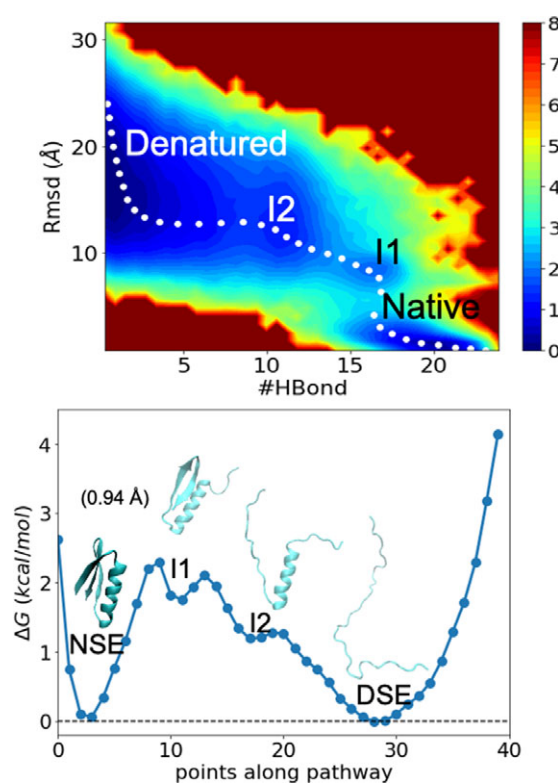 30
20
10
Rmsd (Å)
Denatured
I2
I1
Native
5
10
15
20
#HBond
8
7
6
5
4
3
2
1
0
4
3
2
1
0
ΔG (kcal/mol)
(0.94 Å)
I1
I2
NSE
DSE
0
10
20
30
40
points along pathway